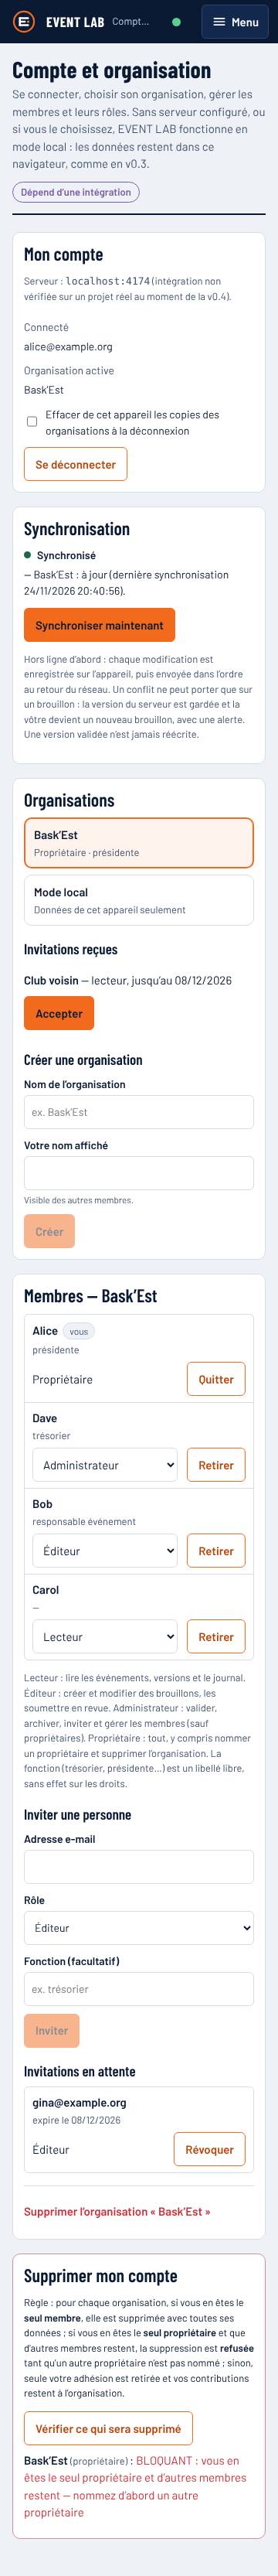 EVENT LAB Compt... Menu
Compte et organisation
Se connecter, choisir son organisation, gérer les
membres et leurs rôles. Sans serveur configuré, ou
si vous le choisissez, EVENT LAB fonctionne en
mode local : les données restent dans ce
navigateur, comme en v0.3.
Dépend d'une intégration
Mon compte
Serveur : localhost:4174 (intégration non
vérifiée sur un projet réel au moment de la v0.4).
Connecté
alice@example.org
Organisation active
Bask'Est
Effacer de cet appareil les copies des
organisations à la déconnexion
Se déconnecter
Synchronisation
Synchronisé
— Bask'Est : à jour (dernière synchronisation
24/11/2026 20:40:56).
Synchroniser maintenant
Hors ligne d'abord : chaque modification est
enregistrée sur l'appareil, puis envoyée dans l'ordre
au retour du réseau. Un conflit ne peut porter que sur
un brouillon : la version du serveur est gardée et la
vôtre devient un nouveau brouillon, avec une alerte.
Une version validée n'est jamais réécrite.
Organisations
Bask'Est
Propriétaire · présidente
Mode local
Données de cet appareil seulement
Invitations reçues
Club voisin — lecteur, jusqu'au 08/12/2026
Accepter
Créer une organisation
Nom de l'organisation
ex. Bask'Est
Votre nom affiché
Visible des autres membres.
Créer
Membres — Bask'Est
Alice vous
présidente
Propriétaire Quitter
Dave
trésorier
Administrateur Retirer
Bob
responsable événement
Éditeur Retirer
Carol
—
Lecteur Retirer
Lecteur : lire les événements, versions et le journal.
Éditeur : créer et modifier des brouillons, les
soumettre en revue. Administrateur : valider,
archiver, inviter et gérer les membres (sauf
propriétaires). Propriétaire : tout, y compris nommer
un propriétaire et supprimer l'organisation. La
fonction (trésorier, présidente…) est un libellé libre,
sans effet sur les droits.
Inviter une personne
Adresse e-mail
Rôle
Éditeur
Fonction (facultatif)
ex. trésorier
Inviter
Invitations en attente
gina@example.org
expire le 08/12/2026
Éditeur Révoquer
Supprimer l'organisation « Bask'Est »
Supprimer mon compte
Règle : pour chaque organisation, si vous en êtes le
seul membre, elle est supprimée avec toutes ses
données ; si vous en êtes le seul propriétaire et que
d'autres membres restent, la suppression est refusée
tant qu'un autre propriétaire n'est pas nommé ; sinon,
seule votre adhésion est retirée et vos contributions
restent à l'organisation.
Vérifier ce qui sera supprimé
Bask'Est (propriétaire) : BLOQUANT : vous en
êtes le seul propriétaire et d'autres membres
restent — nommez d'abord un autre
propriétaire